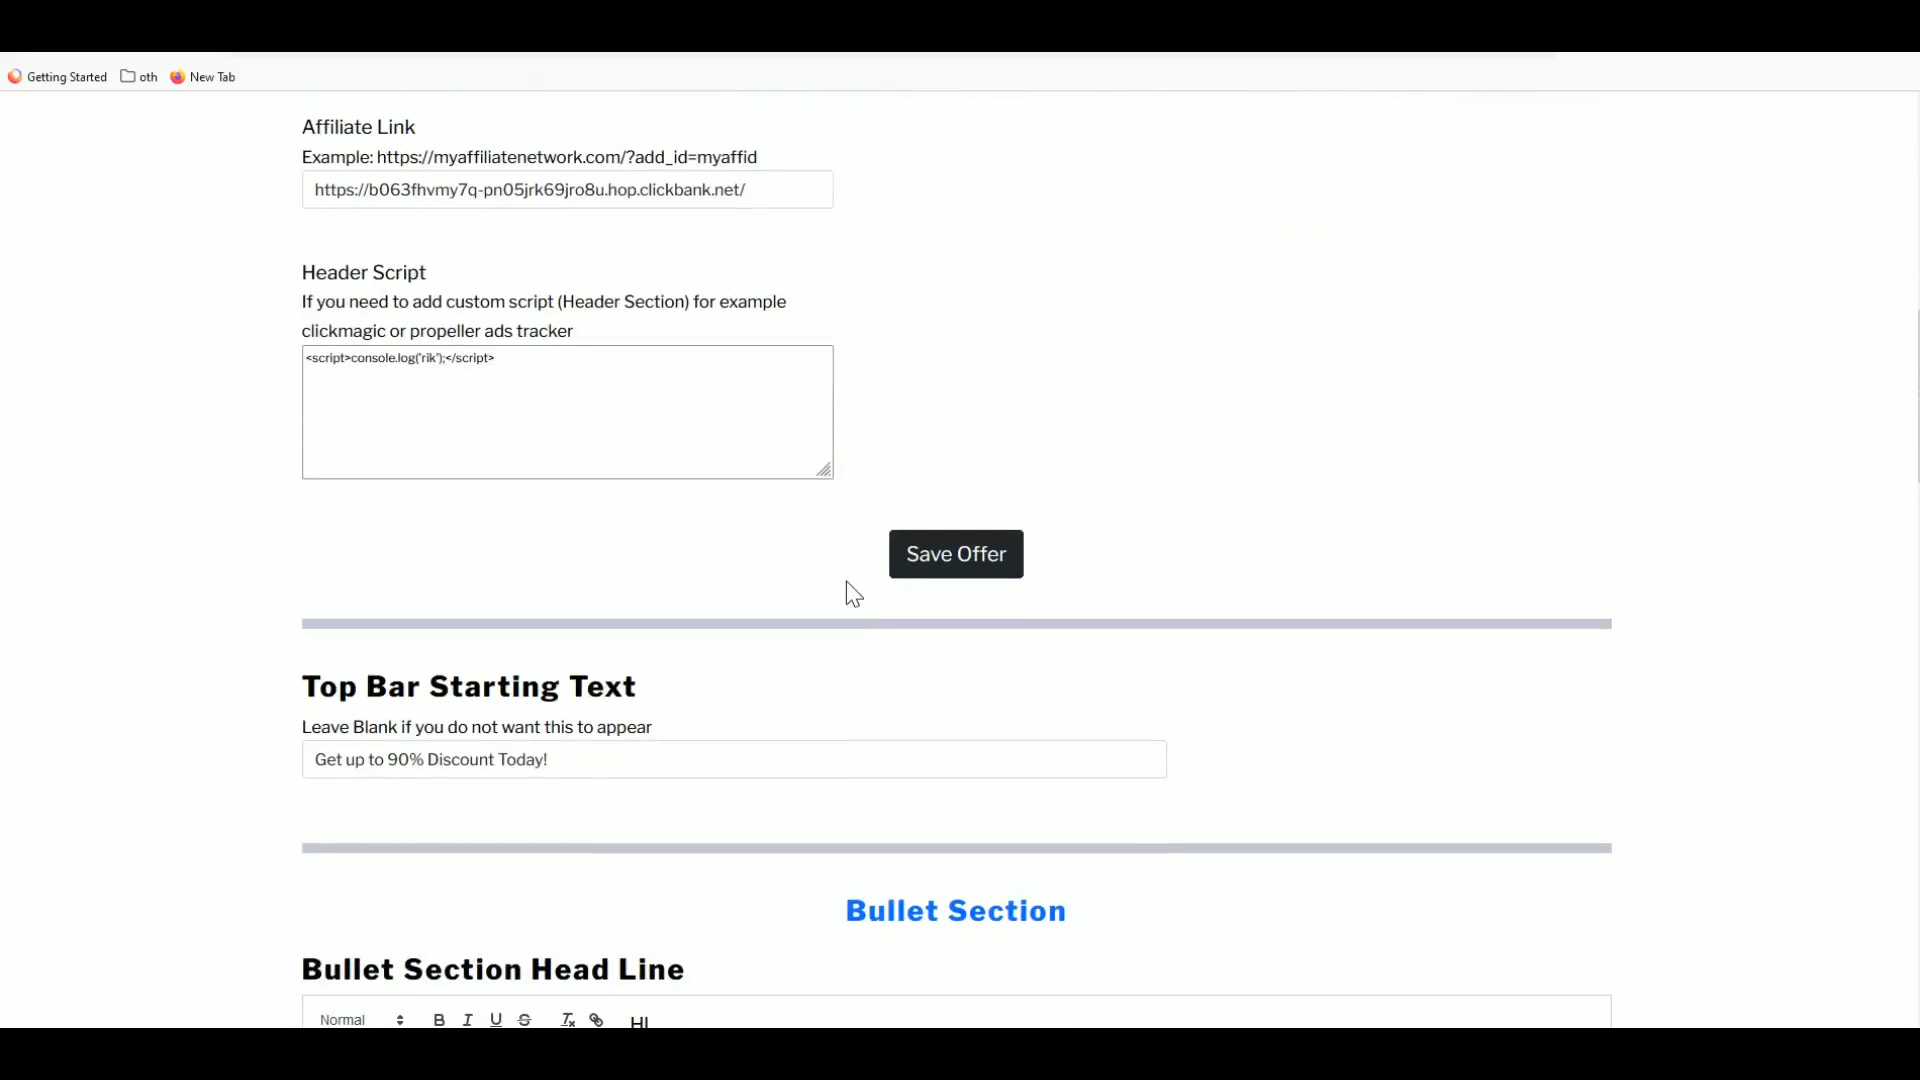 Getting Started oth New Tab
Affiliate Link
Example: https://myaffiliatenetwork.com/?add_id=myaffid
https://b063fhvmy7q-pn05jrk69jro8u.hop.clickbank.net/
Header Script
If you need to add custom script (Header Section) for example
clickmagic or propeller ads tracker
<script>console.log('rik');</script>
Save Offer
Top Bar Starting Text
Leave Blank if you do not want this to appear
Get up to 90% Discount Today!
Bullet Section
Bullet Section Head Line
Normal B I U S